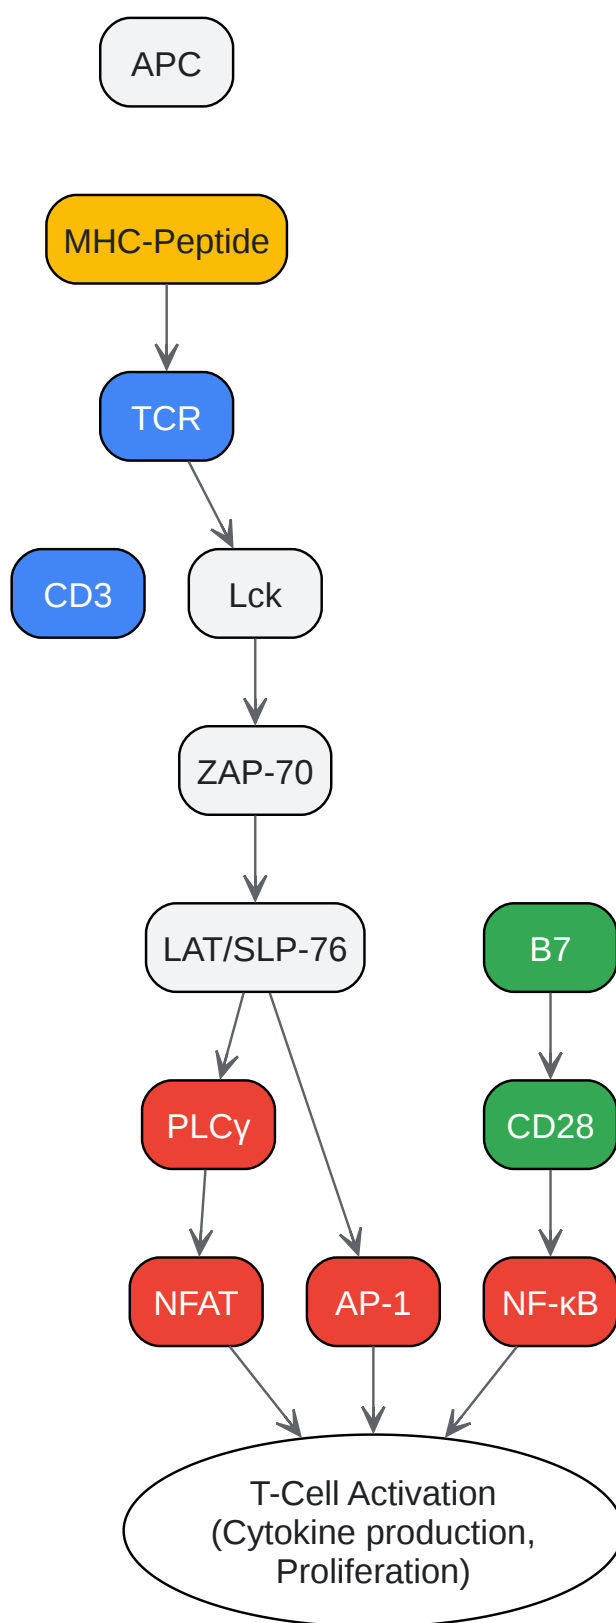 APC
MHC-Peptide
TCR
CD3
Lck
ZAP-70
LAT/SLP-76
B7
PLCγ
CD28
NFAT
AP-1
NF-κB
T-Cell Activation
(Cytokine production,
Proliferation)